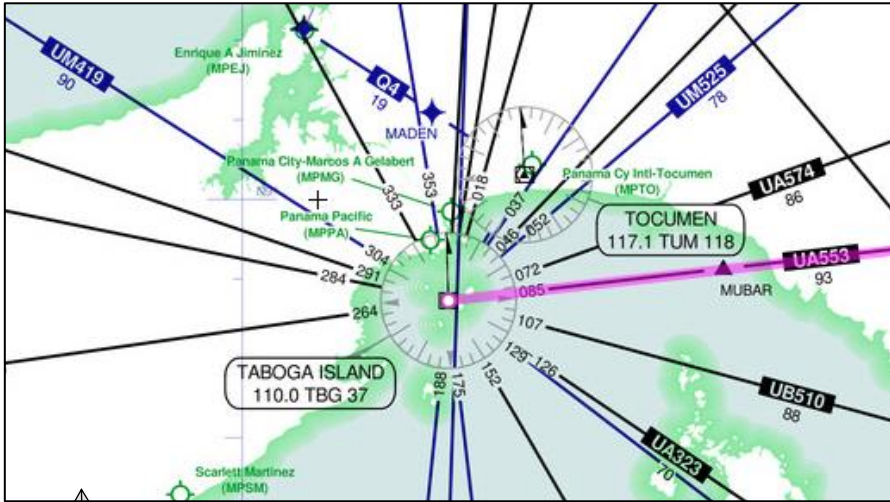 UM419
90
Enrique A Jiminez
(MPEJ)
Q4
19
MADEN
UM525
78
Panama City-Marcos A Gelabert
(MPMG)
Panama Cy Intl-Tocumen
(MPTO)
UA574
86
Panama Pacific
(MPPA)
TOCUMEN
117.1 TUM 118
UA553
93
MUBAR
333
353
018
037
046
052
304
291
284
264
072
085
107
129
126
152
175
188
TABOGA ISLAND
110.0 TBG 37
UB510
88
UA323
70
Scarlett Martinez
(MPSM)